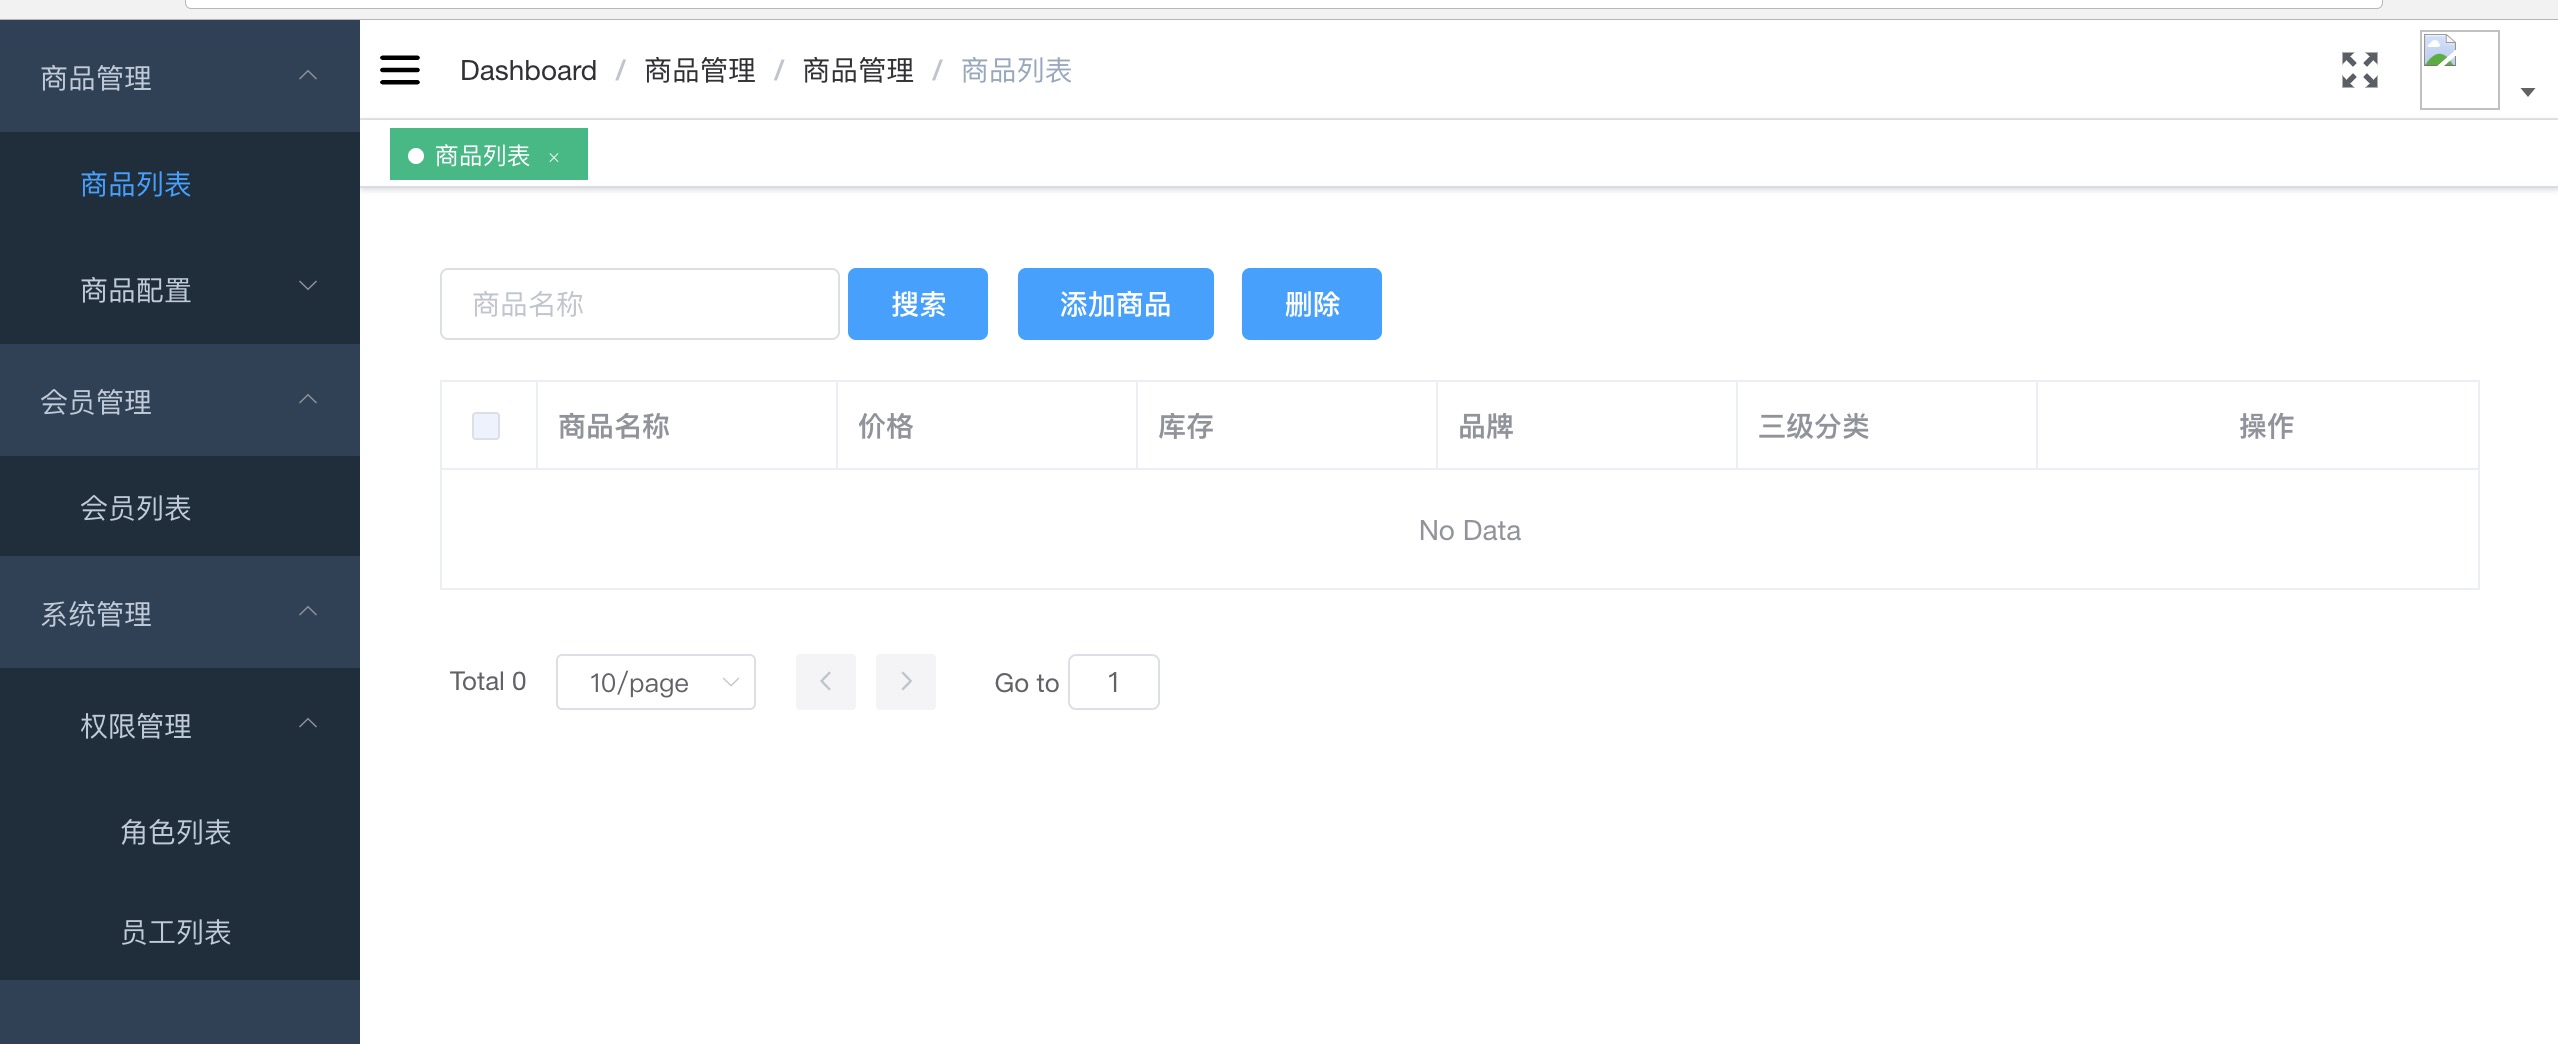 商品管理
商品列表
商品配置
会员管理
会员列表
系统管理
权限管理
角色列表
员工列表
Dashboard / 商品管理 / 商品管理 / 商品列表
商品列表 ×
商品名称 搜索 添加商品 删除
商品名称 价格 库存 品牌 三级分类 操作
No Data
Total 0 10/page Go to 1